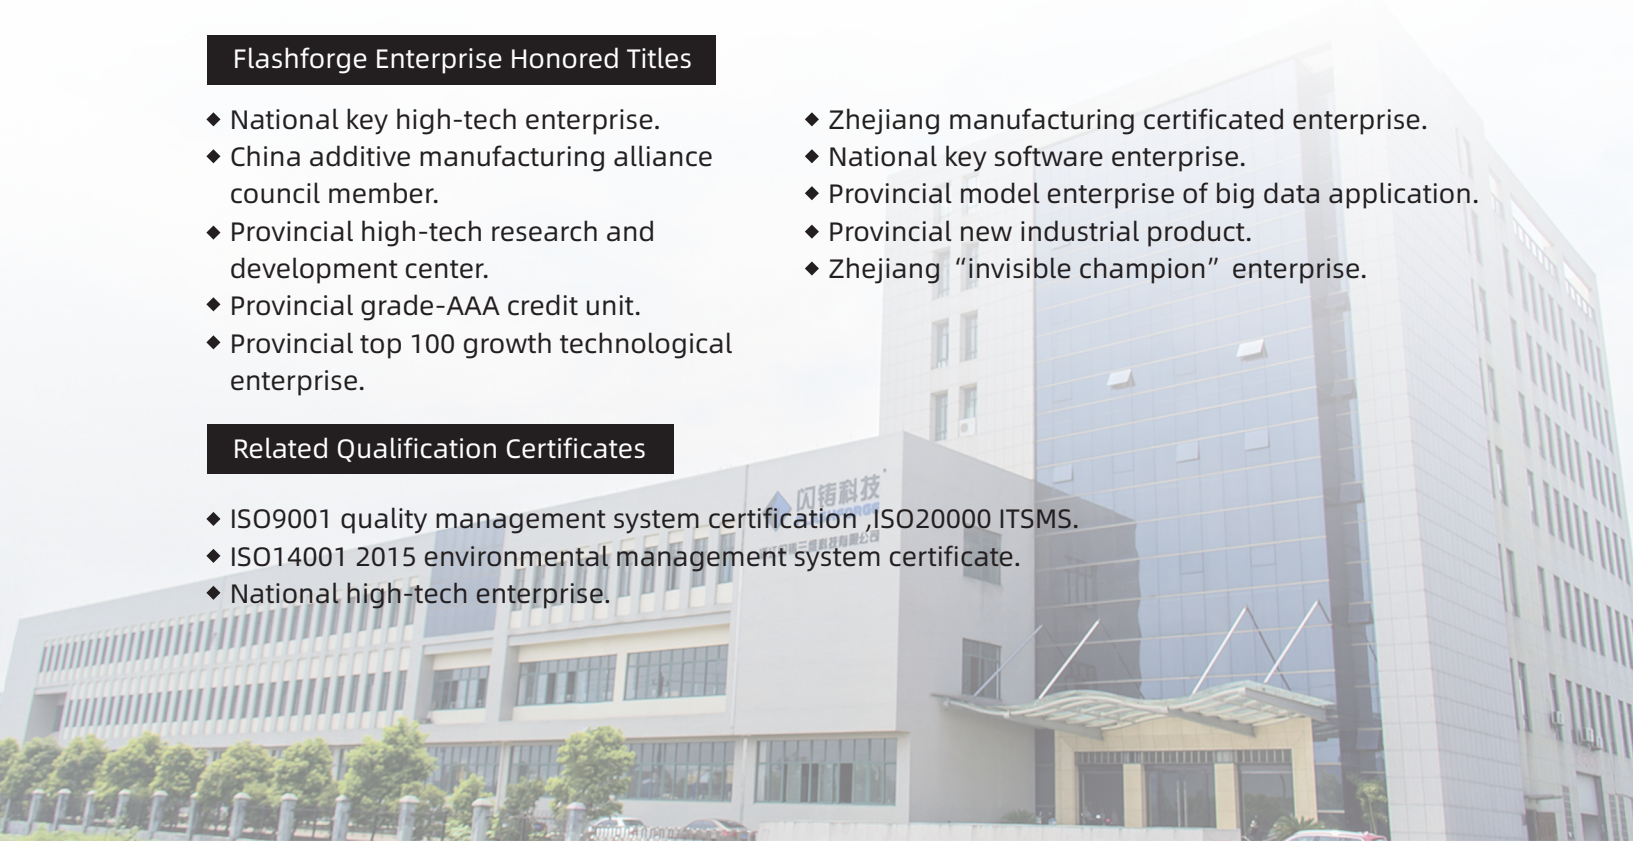 Flashforge Enterprise Honored Titles
◆ National key high-tech enterprise.
◆ China additive manufacturing alliance
council member.
◆ Provincial high-tech research and
development center.
◆ Provincial grade-AAA credit unit.
◆ Provincial top 100 growth technological
enterprise.
◆ Zhejiang manufacturing certificated enterprise.
◆ National key software enterprise.
◆ Provincial model enterprise of big data application.
◆ Provincial new industrial product.
◆ Zhejiang “invisible champion” enterprise.
Related Qualification Certificates
◆ ISO9001 quality management system certification ,ISO20000 ITSMS.
◆ ISO14001 2015 environmental management system certificate.
◆ National high-tech enterprise.
闪铸科技